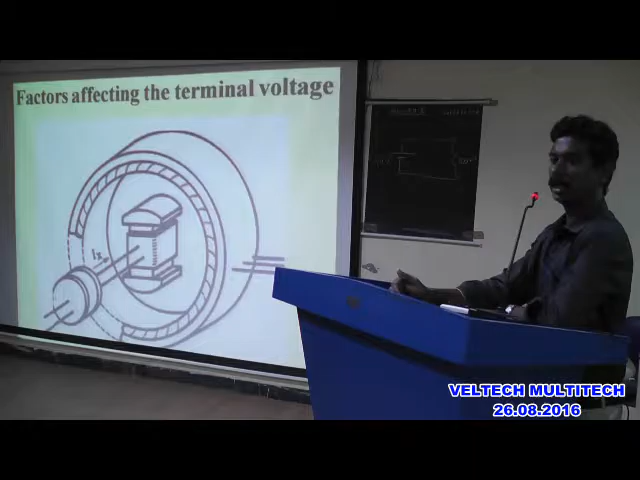 Factors affecting the terminal voltage
VELTECH MULTITECH
26.08.2016